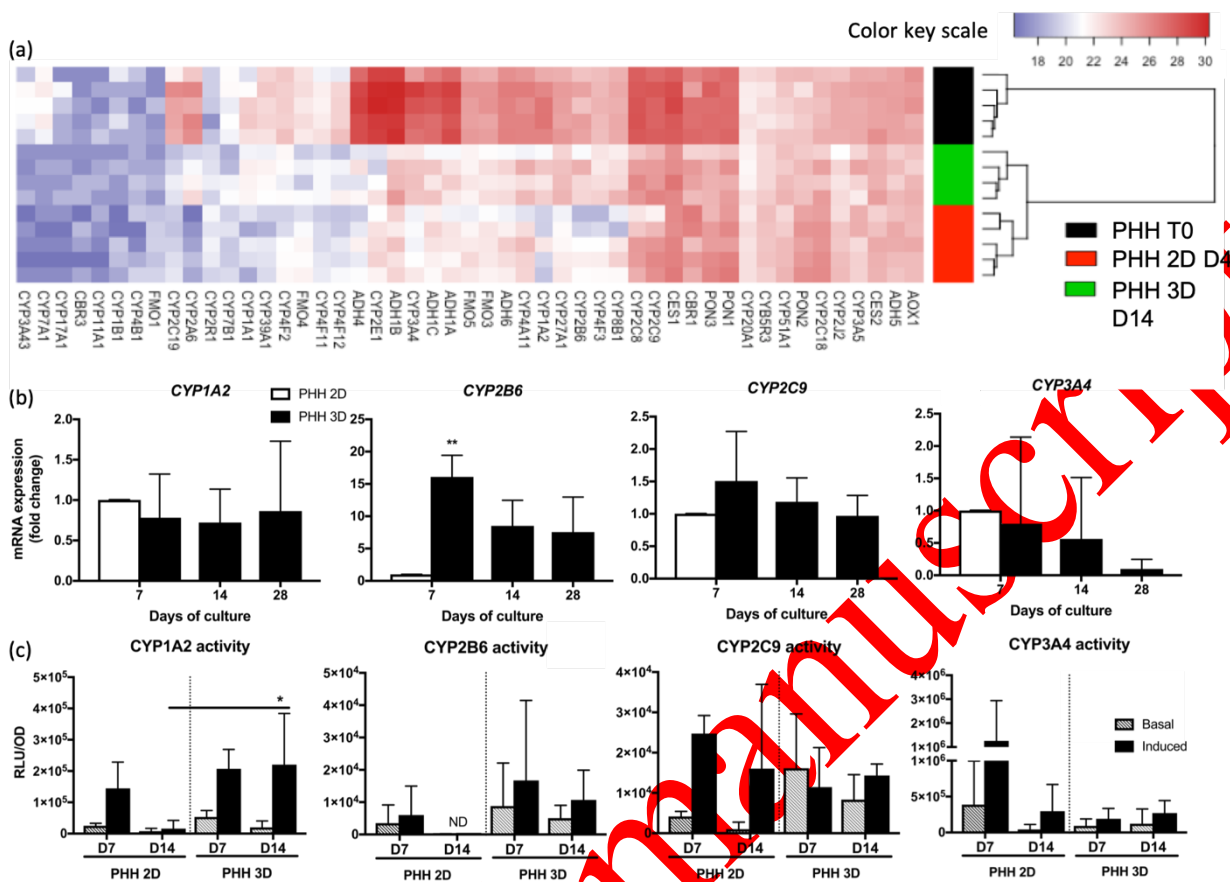 Color key scale
18 20 22 24 26 28 30
(a)
PHH T0
PHH 2D D4
PHH 3D
D14
CYP3A43 CYP7A1 CYP17A1 CBR3 CYP11A1 CYP1B1 CYP4B1 FMO1 CYP2C19 CYP2A6 CYP2R1 CYP7B1 CYP1A1 CYP39A1 CYP4F2 FMO4 CYP4F11 CYP4F12 ADH4 CYP2E1 ADH1B CYP3A4 ADH1C ADH1A FMO5 FMO3 ADH6 CYP4A11 CYP1A2 CYP27A1 CYP2B6 CYP4F3 CYP8B1 CYP2C8 CYP2C9 CES1 CBR1 PON3 PON1 CYP20A1 CYB5R3 CYP51A1 PON2 CYP2C18 CYP2J2 CYP3A5 CES2 ADH5 AOX1
(b)
CYP1A2
PHH 2D
PHH 3D
mRNA expression
(fold change)
2.0
1.5
1.0
0.5
0.0
7 14 28
Days of culture
CYP2B6
25
20
15
10
5
0
**
7 14 28
Days of culture
CYP2C9
2.5
2.0
1.5
1.0
0.5
0.0
7 14 28
Days of culture
CYP3A4
2.5
2.0
1.5
1.0
0.5
0.0
7 14 28
Days of culture
(c)
CYP1A2 activity
RLU/OD
5×10⁵
4×10⁵
3×10⁵
2×10⁵
1×10⁵
0
*
D7 D14 D7 D14
PHH 2D PHH 3D
CYP2B6 activity
5×10⁴
4×10⁴
3×10⁴
2×10⁴
1×10⁴
0
ND
D7 D14 D7 D14
PHH 2D PHH 3D
CYP2C9 activity
4×10⁴
3×10⁴
2×10⁴
1×10⁴
0
D7 D14 D7 D14
PHH 2D PHH 3D
CYP3A4 activity
4×10⁶
3×10⁶
2×10⁶
1×10⁶
1×10⁶
5×10⁵
0
Basal
Induced
D7 D14 D7 D14
PHH 2D PHH 3D
manuscrip